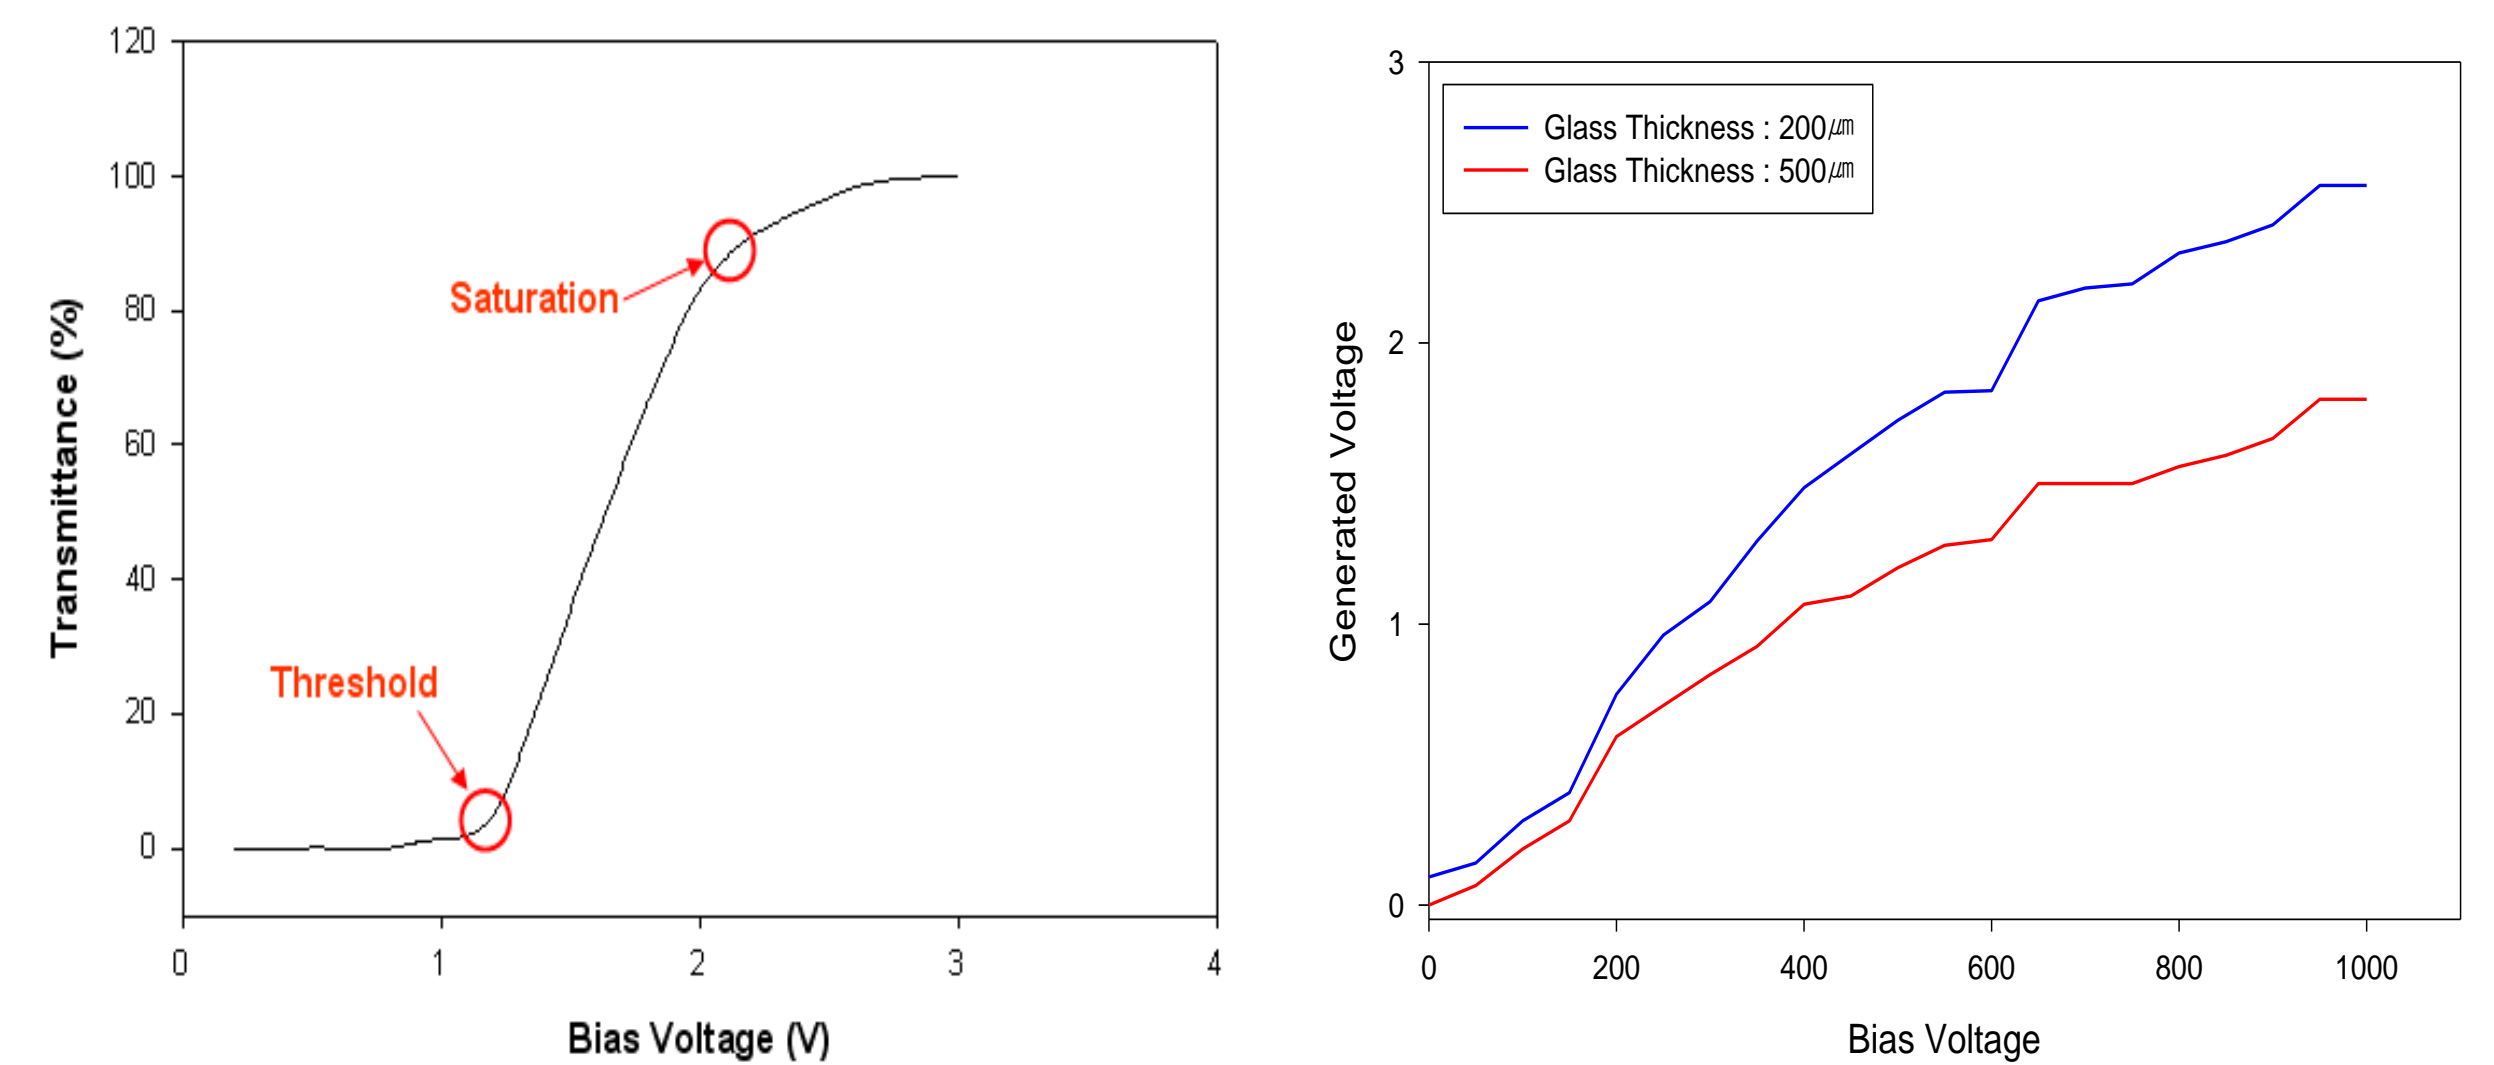 120
100
80
60
40
20
0
Transmittance (%)
Saturation
Threshold
0 1 2 3 4
Bias Voltage (V)
3
2
1
0
Generated Voltage
Glass Thickness : 200㎛
Glass Thickness : 500㎛
0 200 400 600 800 1000
Bias Voltage